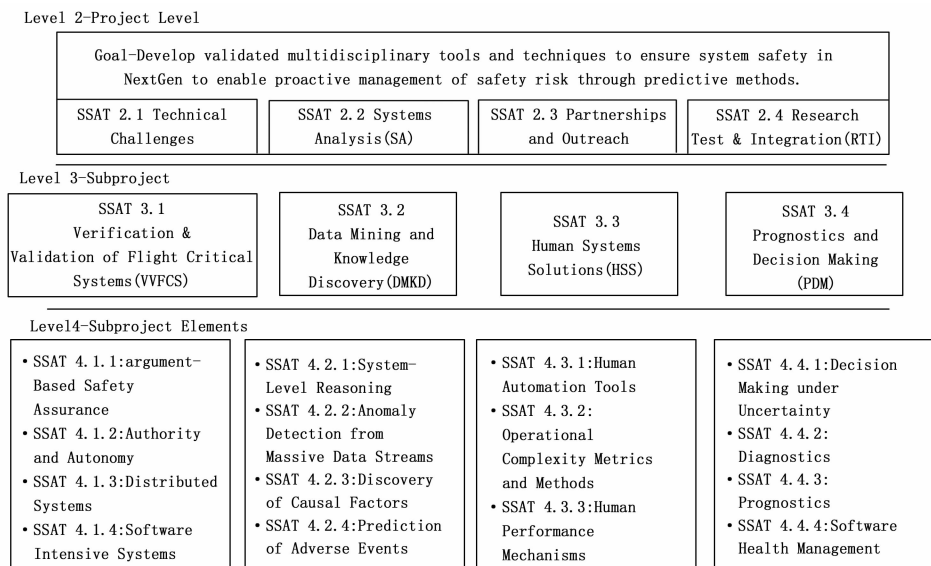 Level 2-Project Level
Goal-Develop validated multidisciplinary tools and techniques to ensure system safety in
NextGen to enable proactive management of safety risk through predictive methods.
SSAT 2.1 Technical
Challenges
SSAT 2.2 Systems
Analysis(SA)
SSAT 2.3 Partnerships
and Outreach
SSAT 2.4 Research
Test & Integration(RTI)
Level 3-Subproject
SSAT 3.1
Verification &
Validation of Flight Critical
Systems(VVFCS)
SSAT 3.2
Data Mining and
Knowledge
Discovery(DMKD)
SSAT 3.3
Human Systems
Solutions(HSS)
SSAT 3.4
Prognostics and
Decision Making
(PDM)
Level4-Subproject Elements
• SSAT 4.1.1:argument-
Based Safety
Assurance
• SSAT 4.1.2:Authority
and Autonomy
• SSAT 4.1.3:Distributed
Systems
• SSAT 4.1.4:Software
Intensive Systems
• SSAT 4.2.1:System-
Level Reasoning
• SSAT 4.2.2:Anomaly
Detection from
Massive Data Streams
• SSAT 4.2.3:Discovery
of Causal Factors
• SSAT 4.2.4:Prediction
of Adverse Events
• SSAT 4.3.1:Human
Automation Tools
• SSAT 4.3.2:
Operational
Complexity Metrics
and Methods
• SSAT 4.3.3:Human
Performance
Mechanisms
• SSAT 4.4.1:Decision
Making under
Uncertainty
• SSAT 4.4.2:
Diagnostics
• SSAT 4.4.3:
Prognostics
• SSAT 4.4.4:Software
Health Management